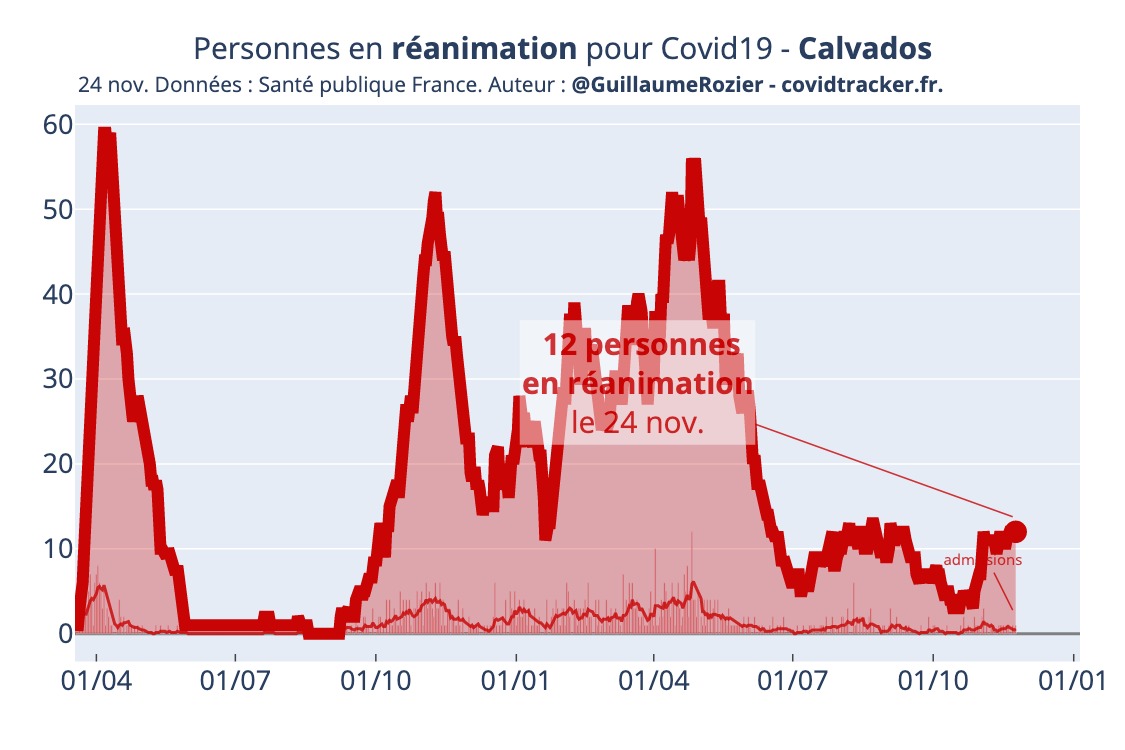 Personnes en réanimation pour Covid19 - Calvados
24 nov. Données : Santé publique France. Auteur : @GuillaumeRozier - covidtracker.fr.
60
50
40
30
20
10
0
12 personnes
en réanimation
le 24 nov.
admissions
01/04 01/07 01/10 01/01 01/04 01/07 01/10 01/01